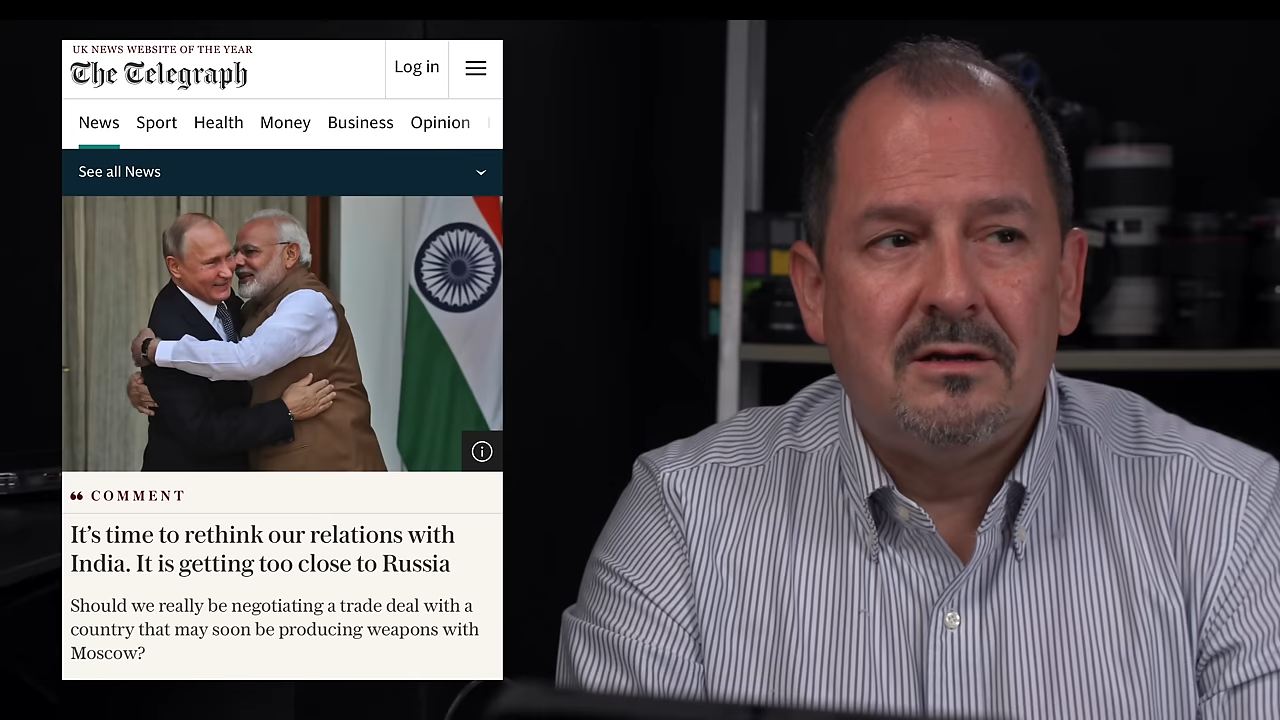 UK NEWS WEBSITE OF THE YEAR
The Telegraph
Log in
News Sport Health Money Business Opinion
See all News
“ COMMENT
It’s time to rethink our relations with
India. It is getting too close to Russia
Should we really be negotiating a trade deal with a
country that may soon be producing weapons with
Moscow?